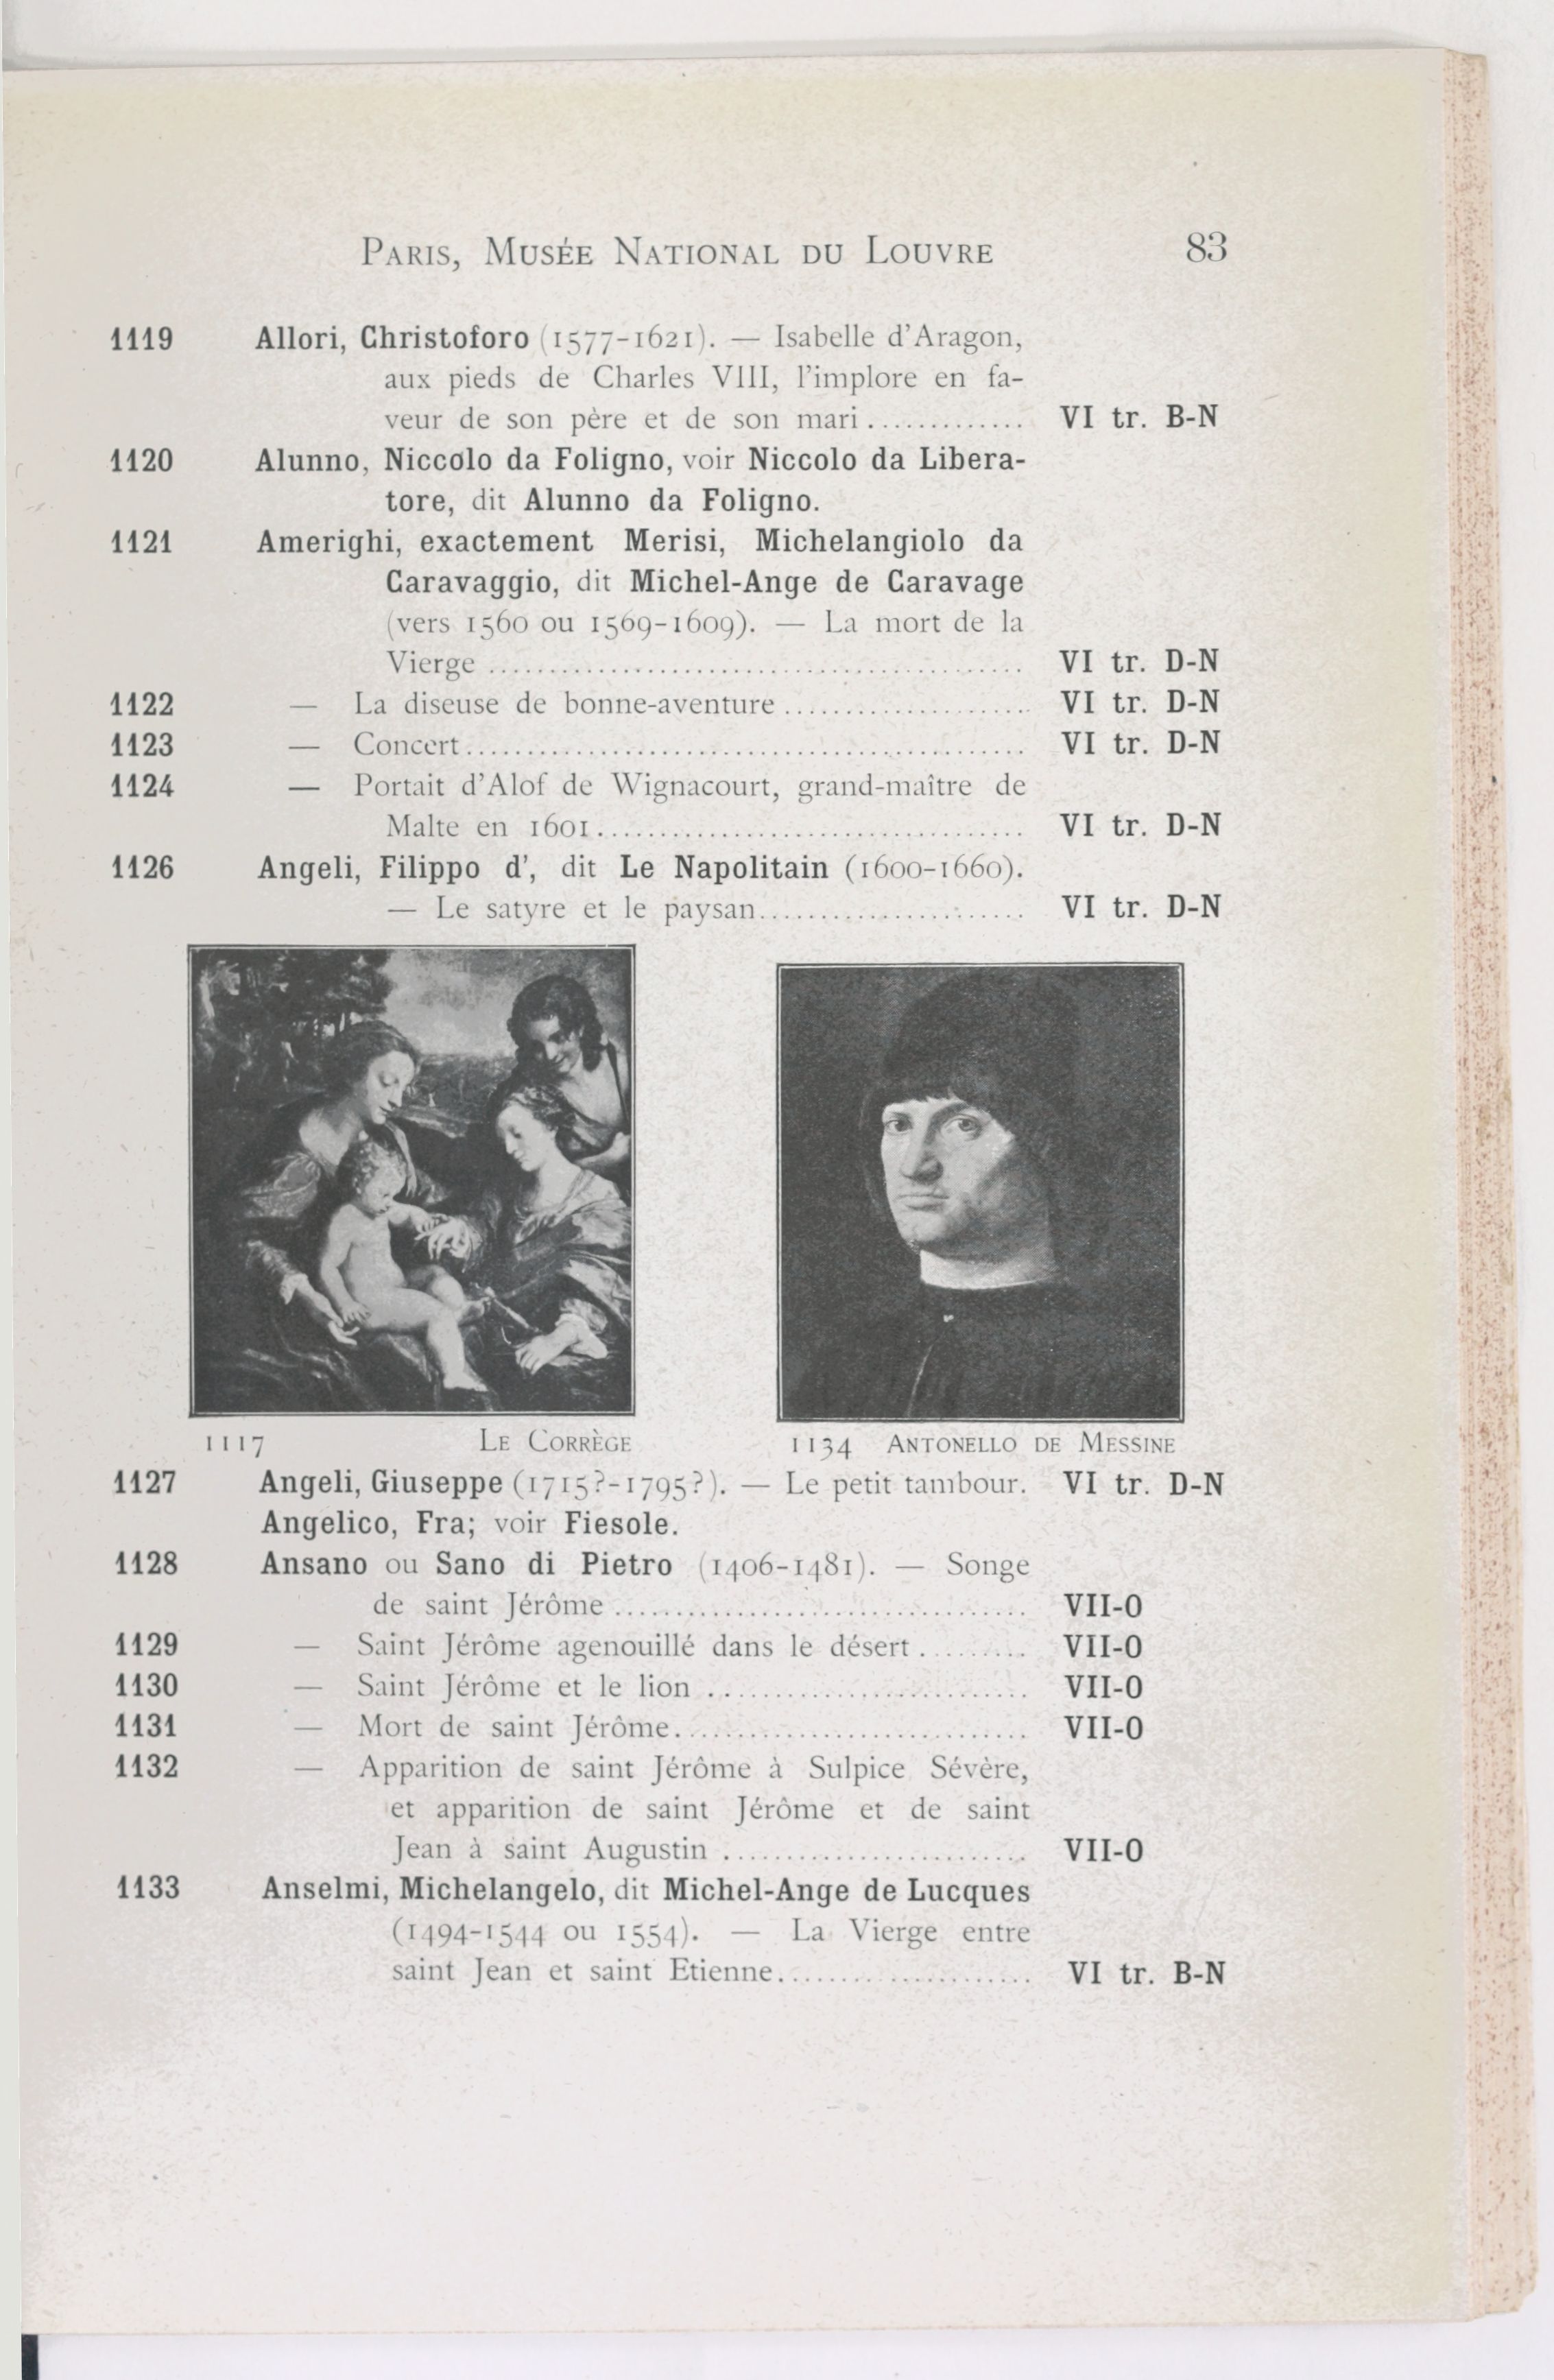 PARIS, MUSÉE NATIONAL DU LOUVRE 83
1119 Allori, Christoforo (1577-1621). — Isabelle d'Aragon,
aux pieds de Charles VIII, l'implore en fa-
veur de son père et de son mari ............. VI tr. B-N
1120 Alunno, Niccolo da Foligno, voir Niccolo da Libera-
tore, dit Alunno da Foligno.
1121 Amerighi, exactement Merisi, Michelangiolo da
Caravaggio, dit Michel-Ange de Caravage
(vers 1560 ou 1569-1609). — La mort de la
Vierge ............................................. VI tr. D-N
1122 — La diseuse de bonne-aventure .................... VI tr. D-N
1123 — Concert ............................................. VI tr. D-N
1124 — Portait d'Alof de Wignacourt, grand-maître de
Malte en 1601 ................................... VI tr. D-N
1126 Angeli, Filippo d', dit Le Napolitain (1600-1660).
— Le satyre et le paysan ...................... VI tr. D-N
1117 LE CORRÈGE
1134 ANTONELLO DE MESSINE
1127 Angeli, Giuseppe (1715?-1795?). — Le petit tambour. VI tr. D-N
Angelico, Fra; voir Fiesole.
1128 Ansano ou Sano di Pietro (1406-1481). — Songe
de saint Jérôme .................................. VII-O
1129 — Saint Jérôme agenouillé dans le désert ......... VII-O
1130 — Saint Jérôme et le lion .......................... VII-O
1131 — Mort de saint Jérôme ............................. VII-O
1132 — Apparition de saint Jérôme à Sulpice Sévère,
et apparition de saint Jérôme et de saint
Jean à saint Augustin ......................... VII-O
1133 Anselmi, Michelangelo, dit Michel-Ange de Lucques
(1494-1544 ou 1554). — La Vierge entre
saint Jean et saint Etienne ..................... VI tr. B-N